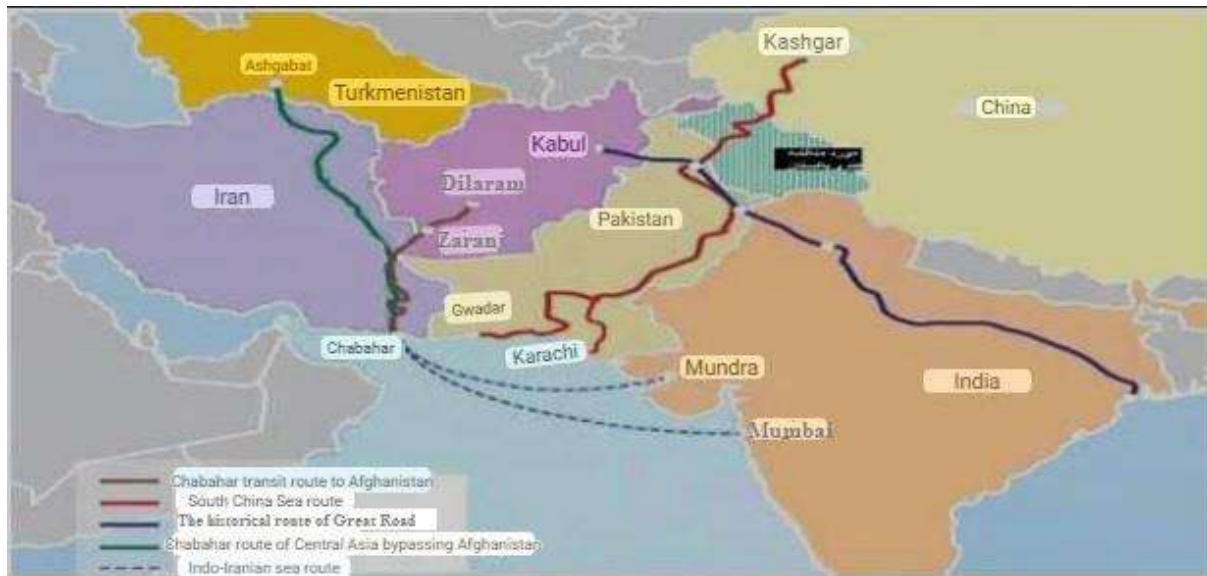 Kashgar
Ashgabat
Turkmenistan
China
Kabul
Iran
Dilaram
Pakistan
Zaran
Gwadar
Chabahar
Karachi
Mundra
India
Mumbai
Chabahar transit route to Afghanistan
South China Sea route
The historical route of Great Road
Chabahar route of Central Asia bypassing Afghanistan
Indo-Iranian sea route